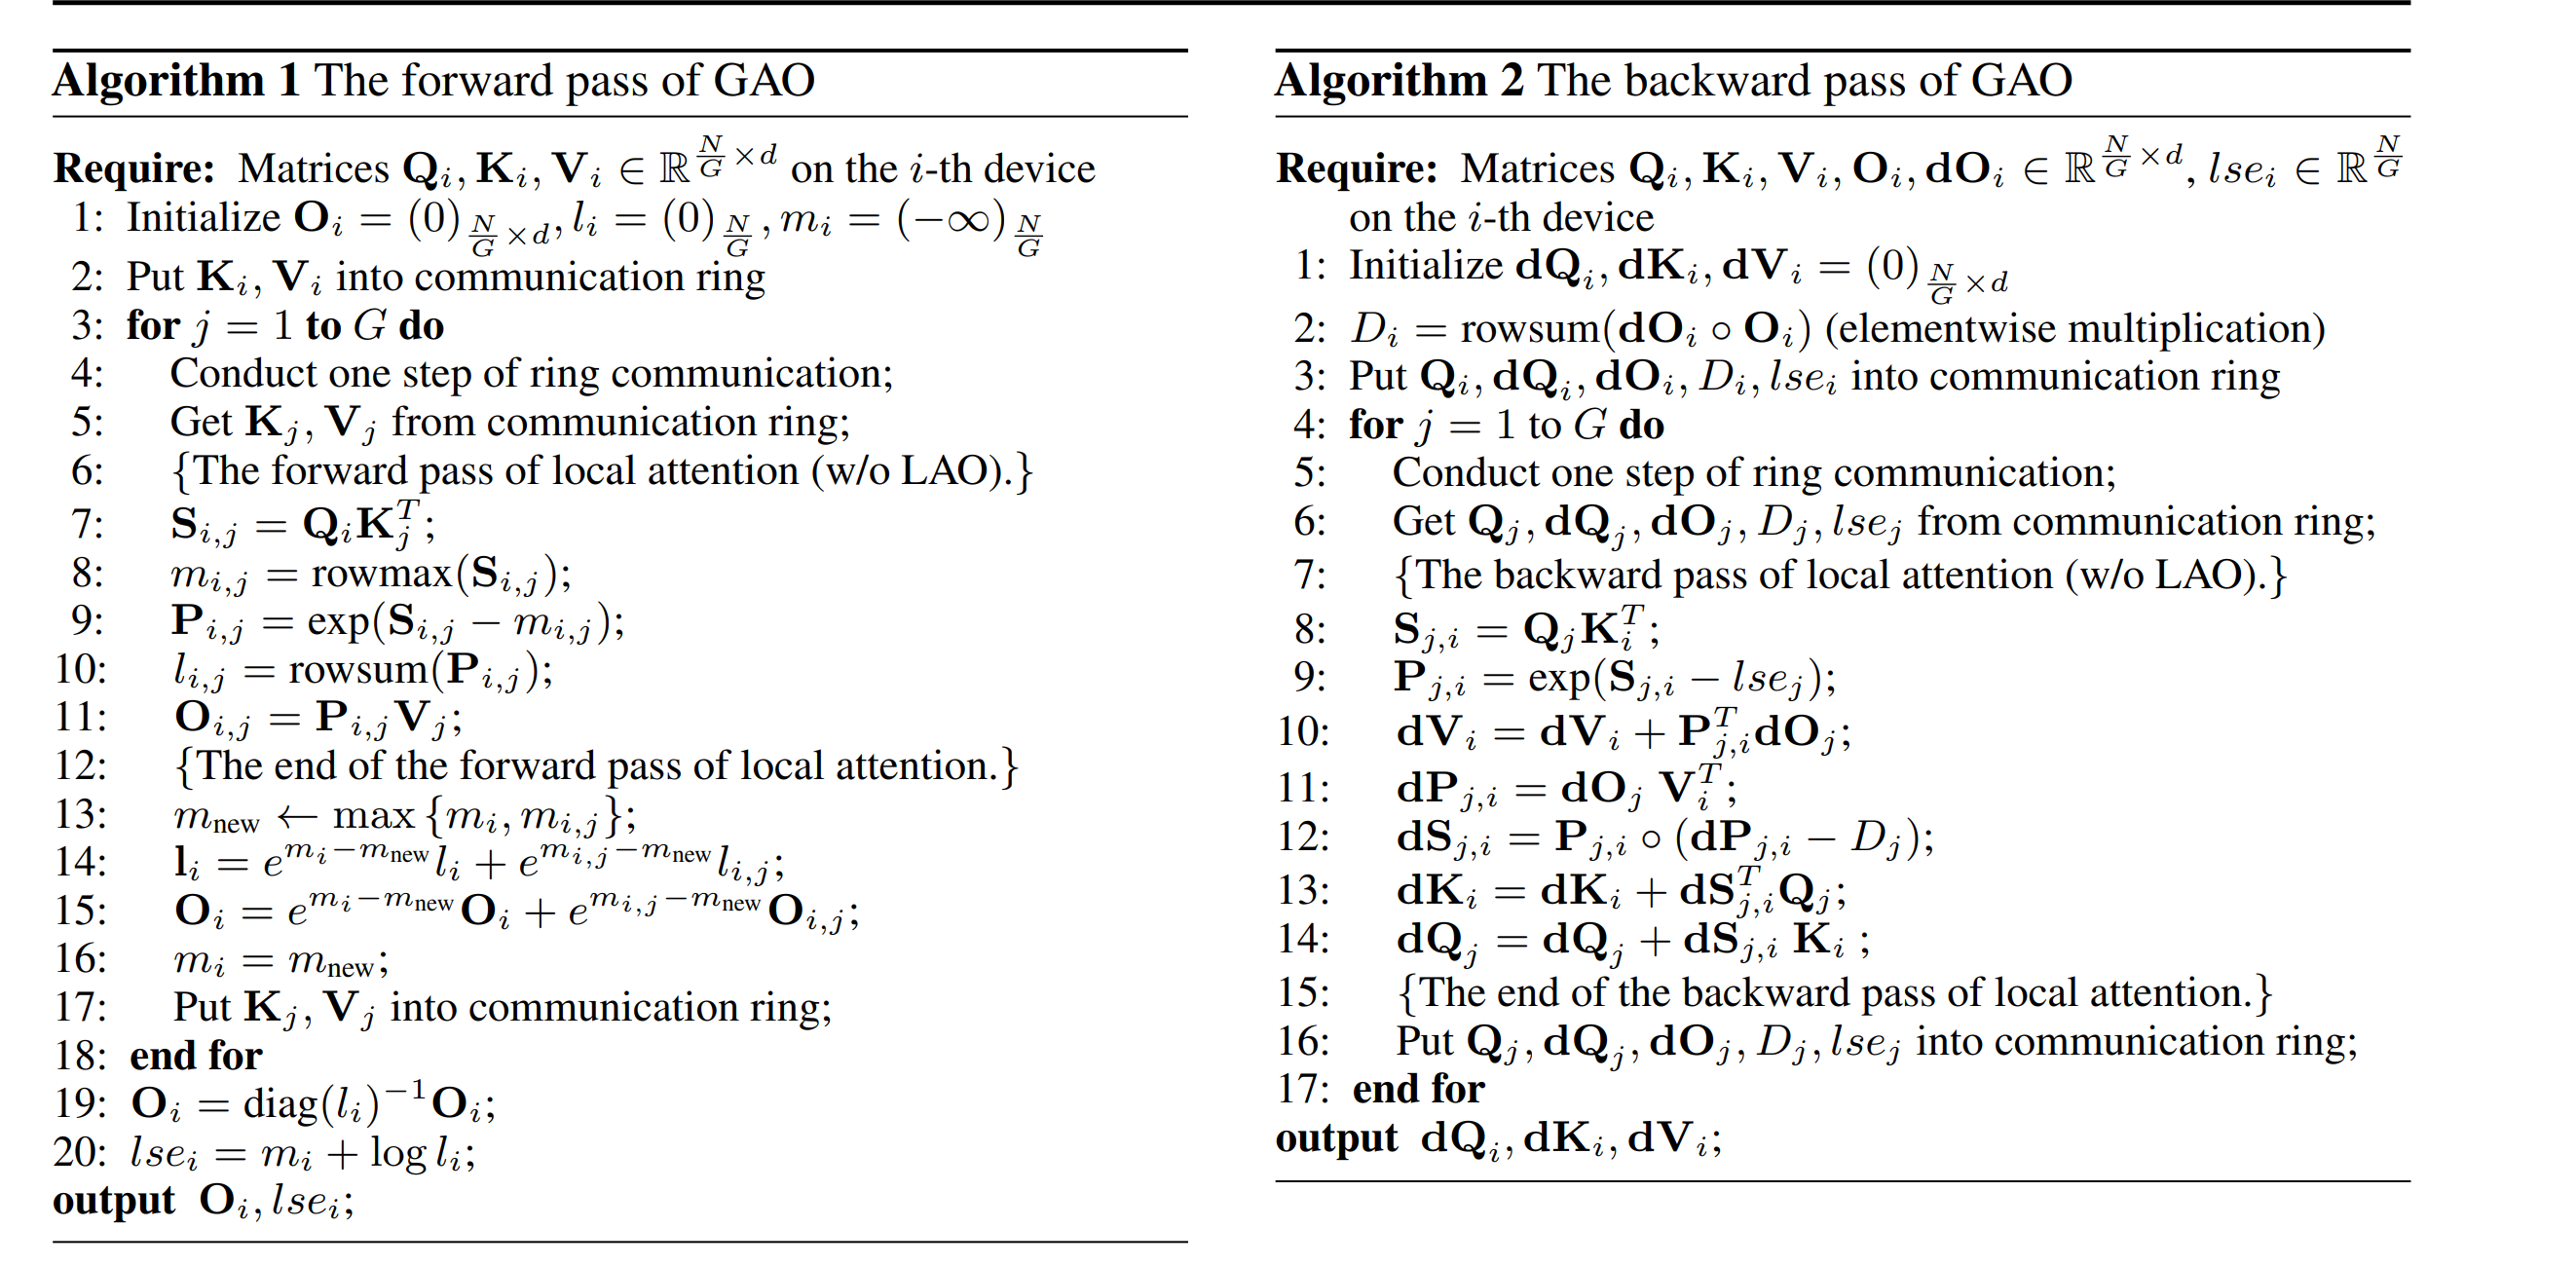 Algorithm 1 The forward pass of GAO
Require: Matrices $\mathbf{Q}_i, \mathbf{K}_i, \mathbf{V}_i \in \mathbb{R}^{\frac{N}{G} \times d}$ on the $i$-th device
1: Initialize $\mathbf{O}_i = (0)_{\frac{N}{G} \times d}, l_i = (0)_{\frac{N}{G}}, m_i = (-\infty)_{\frac{N}{G}}$
2: Put $\mathbf{K}_i, \mathbf{V}_i$ into communication ring
3: for $j = 1$ to $G$ do
4: Conduct one step of ring communication;
5: Get $\mathbf{K}_j, \mathbf{V}_j$ from communication ring;
6: {The forward pass of local attention (w/o LAO).}
7: $\mathbf{S}_{i,j} = \mathbf{Q}_i \mathbf{K}_j^T$;
8: $m_{i,j} = \text{rowmax}(\mathbf{S}_{i,j})$;
9: $\mathbf{P}_{i,j} = \exp(\mathbf{S}_{i,j} - m_{i,j})$;
10: $l_{i,j} = \text{rowsum}(\mathbf{P}_{i,j})$;
11: $\mathbf{O}_{i,j} = \mathbf{P}_{i,j} \mathbf{V}_j$;
12: {The end of the forward pass of local attention.}
13: $m_{\text{new}} \leftarrow \max \{m_i, m_{i,j}\}$;
14: $\mathbf{l}_i = e^{m_i - m_{\text{new}}} l_i + e^{m_{i,j} - m_{\text{new}}} l_{i,j}$;
15: $\mathbf{O}_i = e^{m_i - m_{\text{new}}} \mathbf{O}_i + e^{m_{i,j} - m_{\text{new}}} \mathbf{O}_{i,j}$;
16: $m_i = m_{\text{new}}$;
17: Put $\mathbf{K}_j, \mathbf{V}_j$ into communication ring;
18: end for
19: $\mathbf{O}_i = \text{diag}(l_i)^{-1} \mathbf{O}_i$;
20: $lse_i = m_i + \log l_i$;
output $\mathbf{O}_i, lse_i$;
Algorithm 2 The backward pass of GAO
Require: Matrices $\mathbf{Q}_i, \mathbf{K}_i, \mathbf{V}_i, \mathbf{O}_i, \mathbf{dO}_i \in \mathbb{R}^{\frac{N}{G} \times d}, lse_i \in \mathbb{R}^{\frac{N}{G}}$
on the $i$-th device
1: Initialize $\mathbf{dQ}_i, \mathbf{dK}_i, \mathbf{dV}_i = (0)_{\frac{N}{G} \times d}$
2: $D_i = \text{rowsum}(\mathbf{dO}_i \circ \mathbf{O}_i)$ (elementwise multiplication)
3: Put $\mathbf{Q}_i, \mathbf{dQ}_i, \mathbf{dO}_i, D_i, lse_i$ into communication ring
4: for $j = 1$ to $G$ do
5: Conduct one step of ring communication;
6: Get $\mathbf{Q}_j, \mathbf{dQ}_j, \mathbf{dO}_j, D_j, lse_j$ from communication ring;
7: {The backward pass of local attention (w/o LAO).}
8: $\mathbf{S}_{j,i} = \mathbf{Q}_j \mathbf{K}_i^T$;
9: $\mathbf{P}_{j,i} = \exp(\mathbf{S}_{j,i} - lse_j)$;
10: $\mathbf{dV}_i = \mathbf{dV}_i + \mathbf{P}_{j,i}^T \mathbf{dO}_j$;
11: $\mathbf{dP}_{j,i} = \mathbf{dO}_j \, \mathbf{V}_i^T$;
12: $\mathbf{dS}_{j,i} = \mathbf{P}_{j,i} \circ (\mathbf{dP}_{j,i} - D_j)$;
13: $\mathbf{dK}_i = \mathbf{dK}_i + \mathbf{dS}_{j,i}^T \mathbf{Q}_j$;
14: $\mathbf{dQ}_j = \mathbf{dQ}_j + \mathbf{dS}_{j,i} \, \mathbf{K}_i$ ;
15: {The end of the backward pass of local attention.}
16: Put $\mathbf{Q}_j, \mathbf{dQ}_j, \mathbf{dO}_j, D_j, lse_j$ into communication ring;
17: end for
output $\mathbf{dQ}_i, \mathbf{dK}_i, \mathbf{dV}_i$;